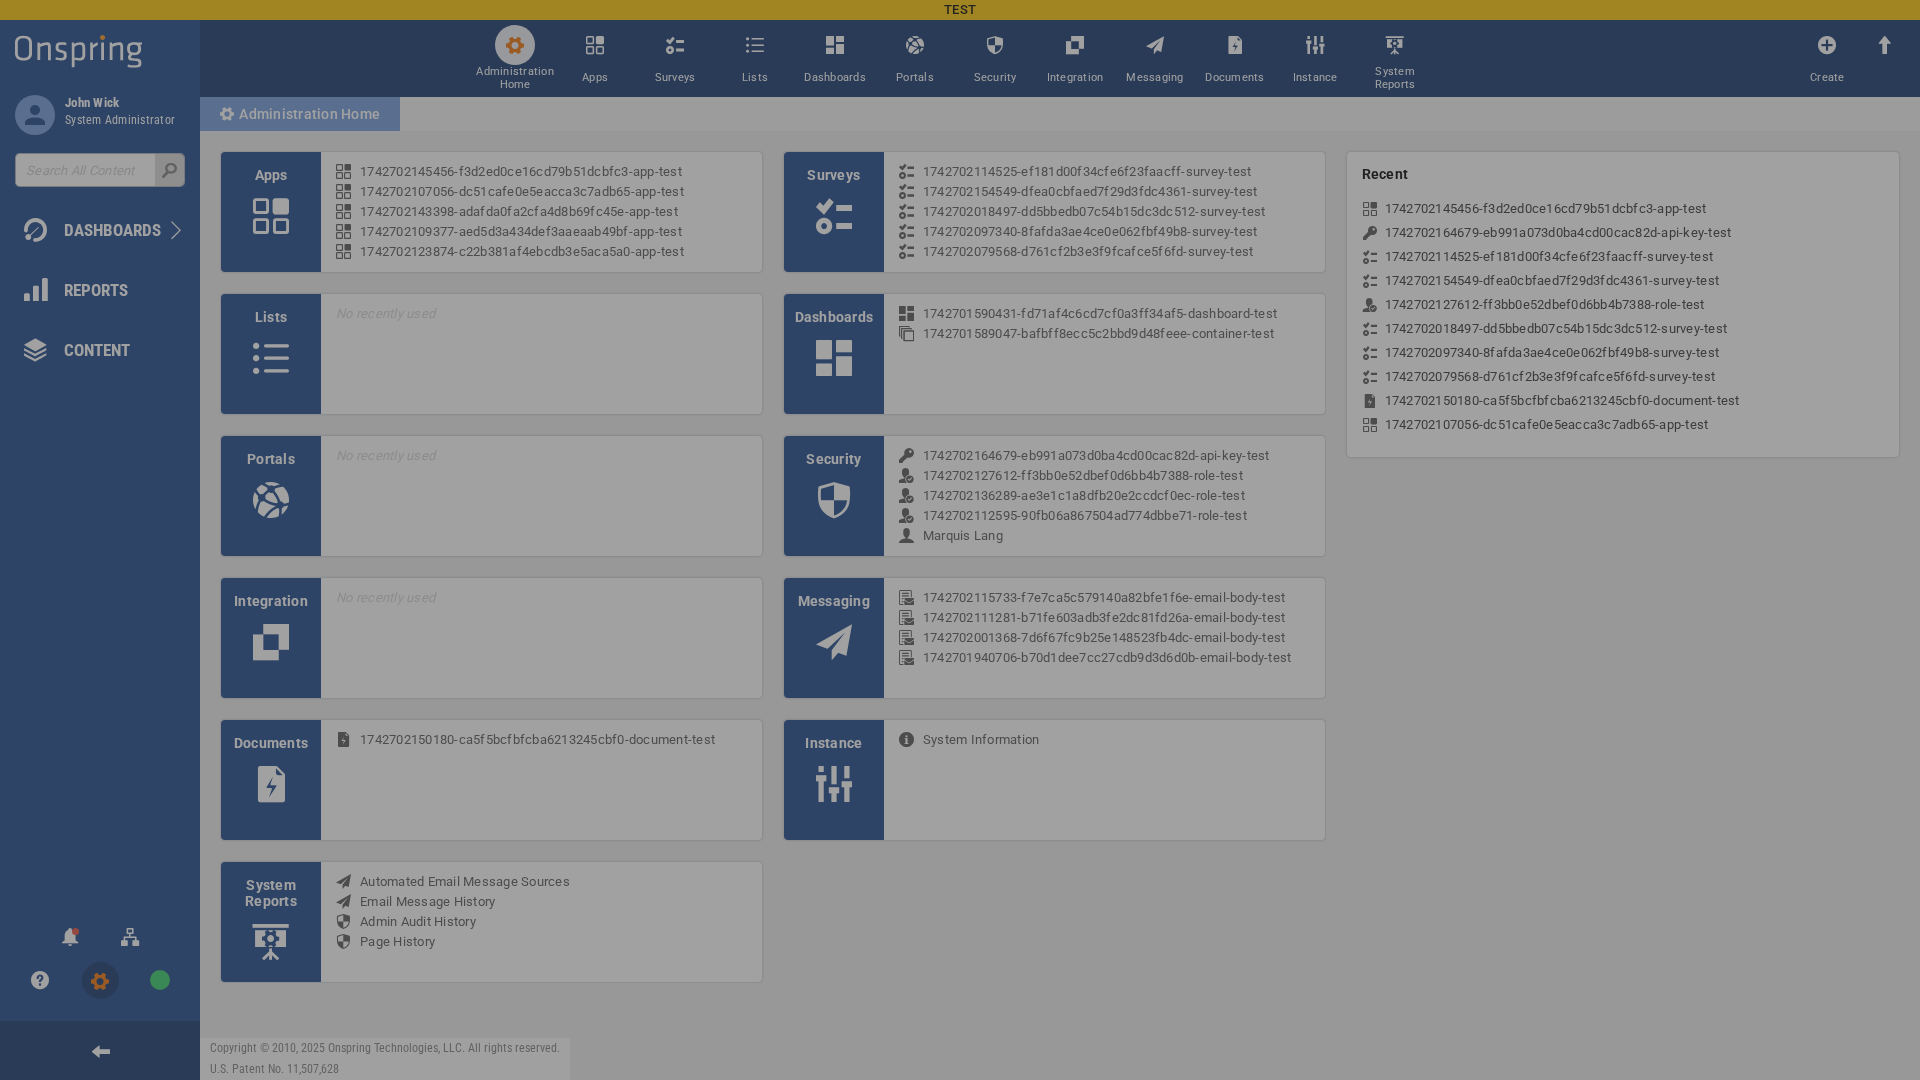 TEST
Onspring
John Wick
System Administrator
Search All Content
DASHBOARDS
REPORTS
CONTENT
Administration Home
Apps
Surveys
Lists
Dashboards
Portals
Security
Integration
Messaging
Documents
Instance
System Reports
Create
Administration Home
Apps
1742702145456-f3d2ed0ce16cd79b51dcbfc3-app-test
1742702107056-dc51cafe0e5eacca3c7adb65-app-test
1742702143398-adafda0fa2cfa4d8b69fc45e-app-test
1742702109377-aed5d3a434def3aaeaab49bf-app-test
1742702123874-c22b381af4ebcdb3e5aca5a0-app-test
Surveys
1742702114525-ef181d00f34cfe6f23faacff-survey-test
1742702154549-dfea0cbfaed7f29d3fdc4361-survey-test
1742702018497-dd5bbedb07c54b15dc3dc512-survey-test
1742702097340-8fafda3ae4ce0e062fbf49b8-survey-test
1742702079568-d761cf2b3e3f9fcafce5f6fd-survey-test
Lists
No recently used
Dashboards
1742701590431-fd71af4c6cd7cf0a3ff34af5-dashboard-test
1742701589047-bafbff8ecc5c2bbd9d48feee-container-test
Portals
No recently used
Security
1742702164679-eb991a073d0ba4cd00cac82d-api-key-test
1742702127612-ff3bb0e52dbef0d6bb4b7388-role-test
1742702136289-ae3e1c1a8dfb20e2ccdcf0ec-role-test
1742702112595-90fb06a867504ad774dbbe71-role-test
Marquis Lang
Integration
No recently used
Messaging
1742702115733-f7e7ca5c579140a82bfe1f6e-email-body-test
1742702111281-b71fe603adb3fe2dc81fd26a-email-body-test
1742702001368-7d6f67fc9b25e148523fb4dc-email-body-test
1742701940706-b70d1dee7cc27cdb9d3d6d0b-email-body-test
Documents
1742702150180-ca5f5bcfbfcba6213245cbf0-document-test
Instance
System Information
System Reports
Automated Email Message Sources
Email Message History
Admin Audit History
Page History
Recent
1742702145456-f3d2ed0ce16cd79b51dcbfc3-app-test
1742702164679-eb991a073d0ba4cd00cac82d-api-key-test
1742702114525-ef181d00f34cfe6f23faacff-survey-test
1742702154549-dfea0cbfaed7f29d3fdc4361-survey-test
1742702127612-ff3bb0e52dbef0d6bb4b7388-role-test
1742702018497-dd5bbedb07c54b15dc3dc512-survey-test
1742702097340-8fafda3ae4ce0e062fbf49b8-survey-test
1742702079568-d761cf2b3e3f9fcafce5f6fd-survey-test
1742702150180-ca5f5bcfbfcba6213245cbf0-document-test
1742702107056-dc51cafe0e5eacca3c7adb65-app-test
Copyright © 2010, 2025 Onspring Technologies, LLC. All rights reserved.
U.S. Patent No. 11,507,628